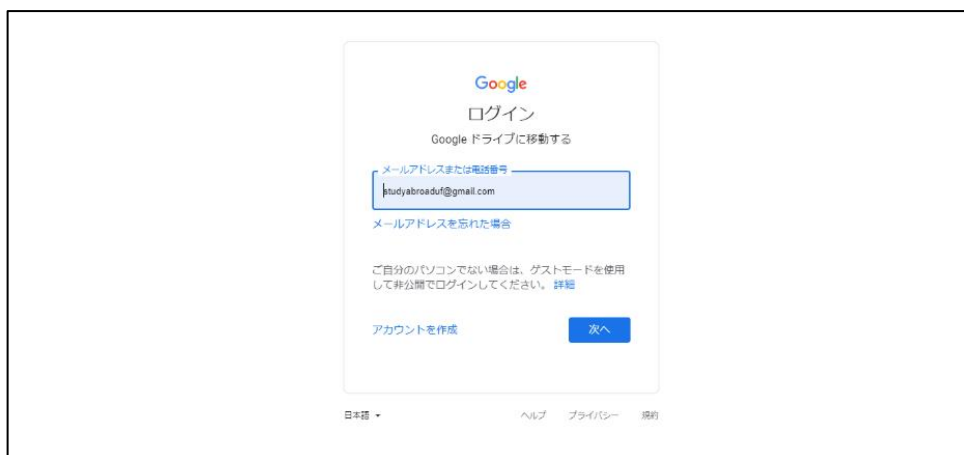 Google
ログイン
Google ドライブに移動する
メールアドレスまたは電話番号
studyabroaduf@gmail.com
メールアドレスを忘れた場合
ご自分のパソコンでない場合は、ゲストモードを使用
して非公開でログインしてください。 詳細
アカウントを作成 次へ
日本語 ヘルプ プライバシー 規約